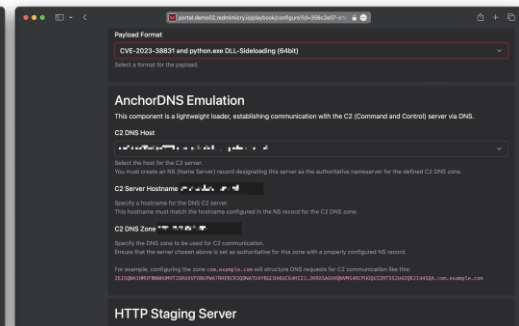 portal.demo02.redmimicry.io/playbook/configure?id=356c2e07-e1
Payload Format
CVE-2023-38831 and python.exe DLL-Sideloading (64bit)
Select a format for the payload.
AnchorDNS Emulation
This component is a lightweight loader, establishing communication with the C2 (Command and Control) server via DNS.
C2 DNS Host
Select the host for the C2 server.
You must create an NS (Name Server) record designating this server as the authoritative nameserver for the defined C2 DNS zone.
C2 Server Hostname
Specify a hostname for the DNS C2 server.
This hostname must match the hostname configured in the NS record for the C2 DNS zone.
C2 DNS Zone
Specify the DNS zone to be used for C2 communication.
Ensure that the server chosen above is set as authoritative for this zone with a properly configured NS record.
For example, configuring the zone com.example.com will structure DNS requests for C2 communication like this:
HTTP Staging Server